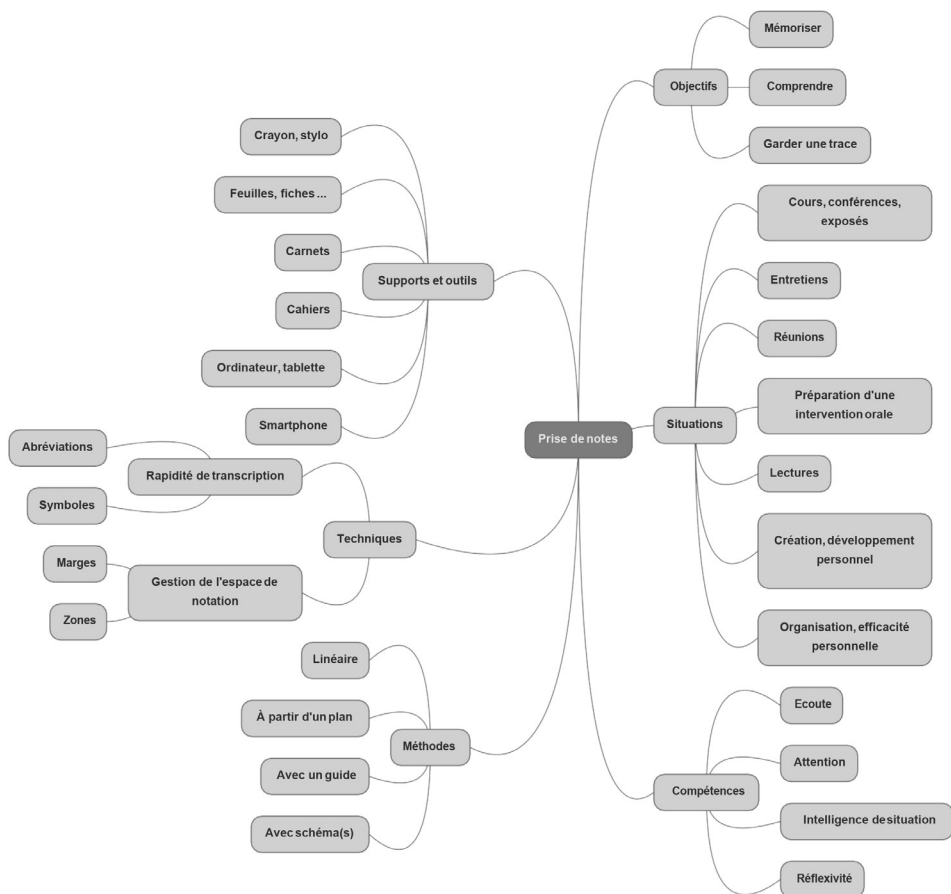 Prise de notes
Objectifs
Mémoriser
Comprendre
Garder une trace
Situations
Cours, conférences,
exposés
Entretiens
Réunions
Préparation d'une
intervention orale
Lectures
Création, développement
personnel
Organisation, efficacité
personnelle
Compétences
Ecoute
Attention
Intelligence de situation
Réflexivité
Supports et outils
Crayon, stylo
Feuilles, fiches ...
Carnets
Cahiers
Ordinateur, tablette
Smartphone
Techniques
Rapidité de transcription
Abréviations
Symboles
Gestion de l'espace de
notation
Marges
Zones
Méthodes
Linéaire
À partir d'un plan
Avec un guide
Avec schéma(s)